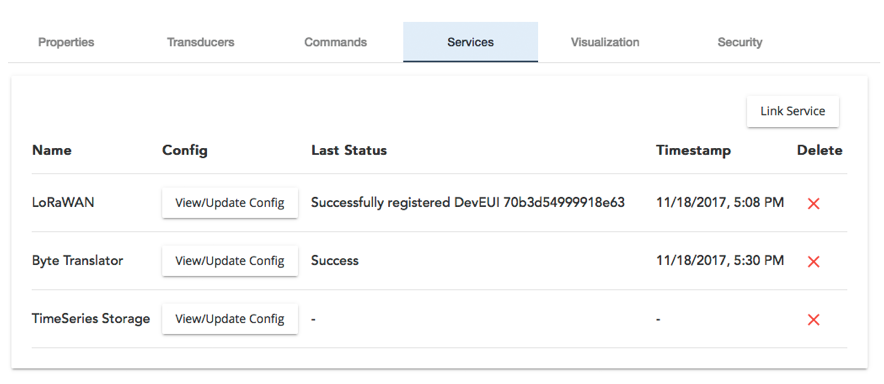 Properties Transducers Commands Services Visualization Security
Link Service
Name Config Last Status Timestamp Delete
LoRaWAN View/Update Config Successfully registered DevEUI 70b3d54999918e63 11/18/2017, 5:08 PM
Byte Translator View/Update Config Success 11/18/2017, 5:30 PM
TimeSeries Storage View/Update Config - -